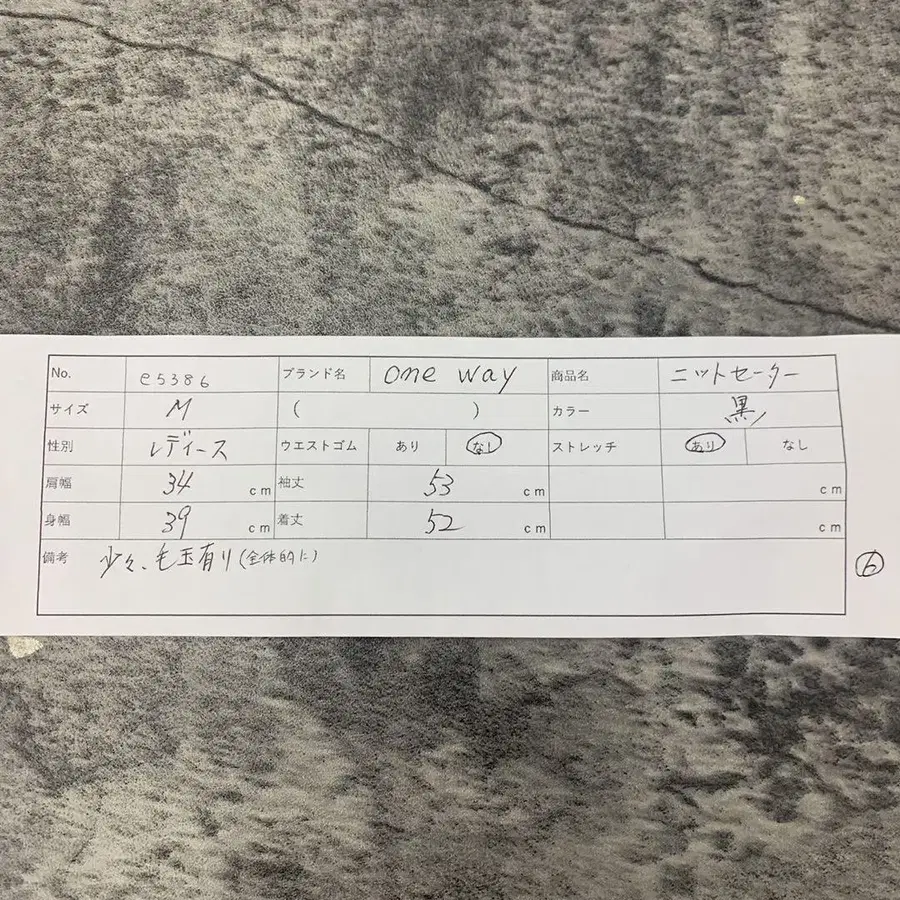 No. e5386 ブランド名 one way 商品名 ニットセーター
サイズ M ( ) カラー 黒
性別 レディース ウエストゴム あり なし ストレッチ あり なし
肩幅 34 cm 袖丈 53 cm cm
身幅 39 cm 着丈 52 cm cm
備考 少々、毛玉有り(全体的に)
6